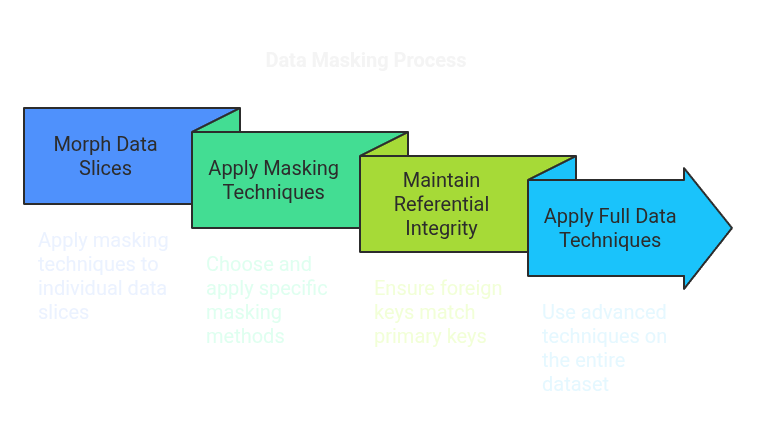 Data Masking Process
Morph Data
Slices
Apply masking
techniques to
individual data
slices
Apply Masking
Techniques
Choose and
apply specific
masking
methods
Maintain
Referential
Integrity
Ensure foreign
keys match
primary keys
Apply Full Data
Techniques
Use advanced
techniques on
the entire
dataset